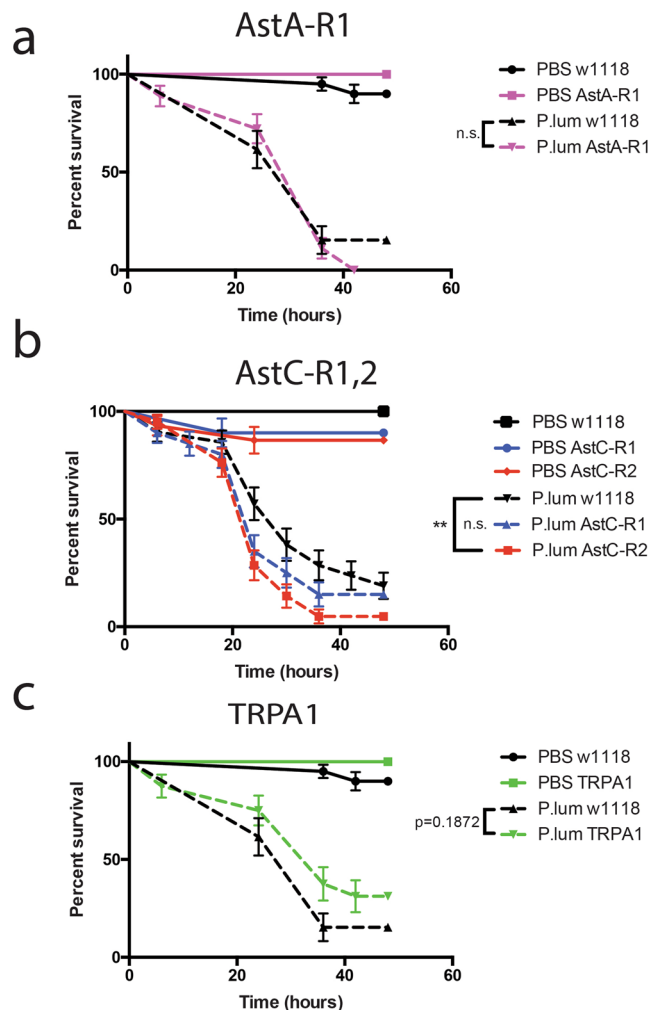 a
AstA-R1
100
50
0
0 20 40 60
Percent survival
Time (hours)
PBS w1118
PBS AstA-R1
P.lum w1118
P.lum AstA-R1
n.s.
b
AstC-R1,2
100
50
0
0 20 40 60
Percent survival
Time (hours)
PBS w1118
PBS AstC-R1
PBS AstC-R2
P.lum w1118
P.lum AstC-R1
P.lum AstC-R2
** n.s.
c
TRPA1
100
50
0
0 20 40 60
Percent survival
Time (hours)
PBS w1118
PBS TRPA1
P.lum w1118
P.lum TRPA1
p=0.1872